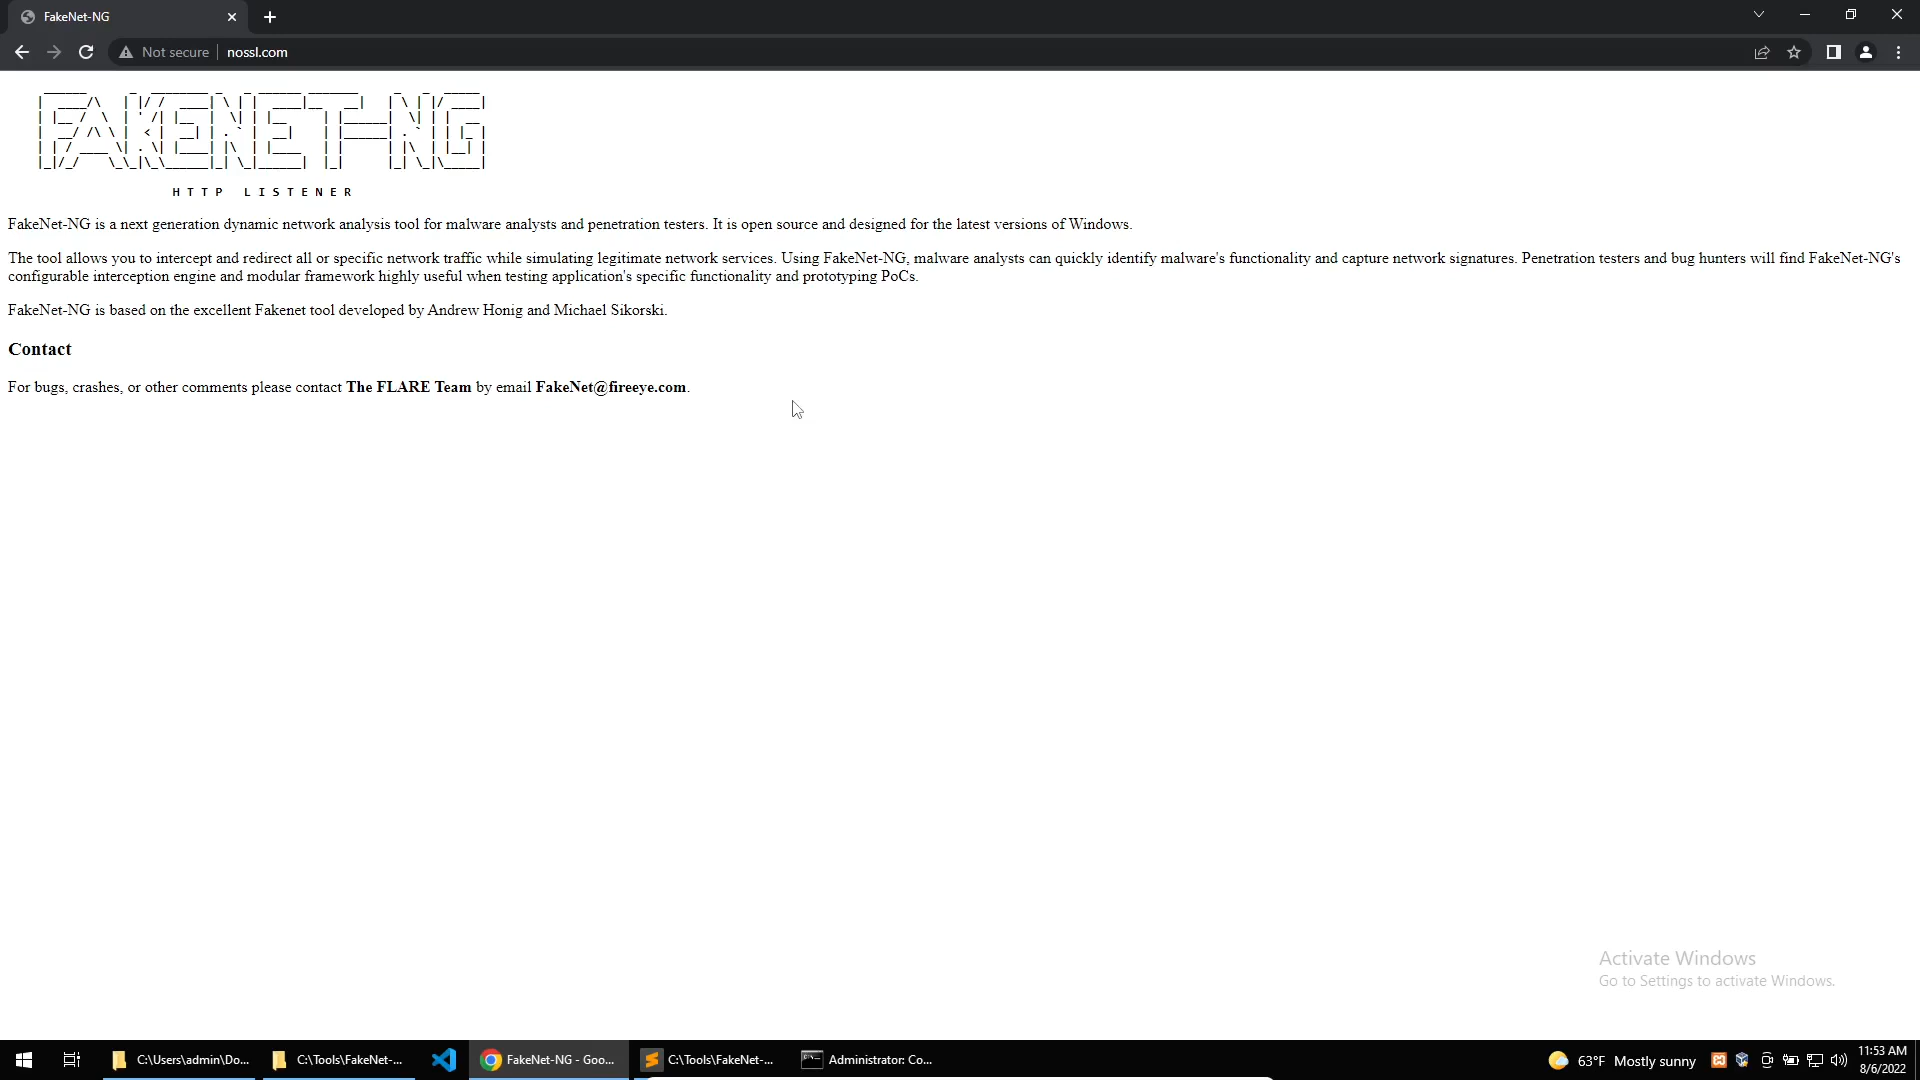 FakeNet-NG
Not secure
nossl.com
HTTP LISTENER
FakeNet-NG is a next generation dynamic network analysis tool for malware analysts and penetration testers. It is open source and designed for the latest versions of Windows.
The tool allows you to intercept and redirect all or specific network traffic while simulating legitimate network services. Using FakeNet-NG, malware analysts can quickly identify malware's functionality and capture network signatures. Penetration testers and bug hunters will find FakeNet-NG's
configurable interception engine and modular framework highly useful when testing application's specific functionality and prototyping PoCs.
FakeNet-NG is based on the excellent Fakenet tool developed by Andrew Honig and Michael Sikorski.
Contact
For bugs, crashes, or other comments please contact The FLARE Team by email FakeNet@fireeye.com.
Activate Windows
Go to Settings to activate Windows.
C:\Users\admin\Do...
C:\Tools\FakeNet-...
FakeNet-NG - Goo...
C:\Tools\FakeNet-...
Administrator: Co...
63°F Mostly sunny
11:53 AM
8/6/2022